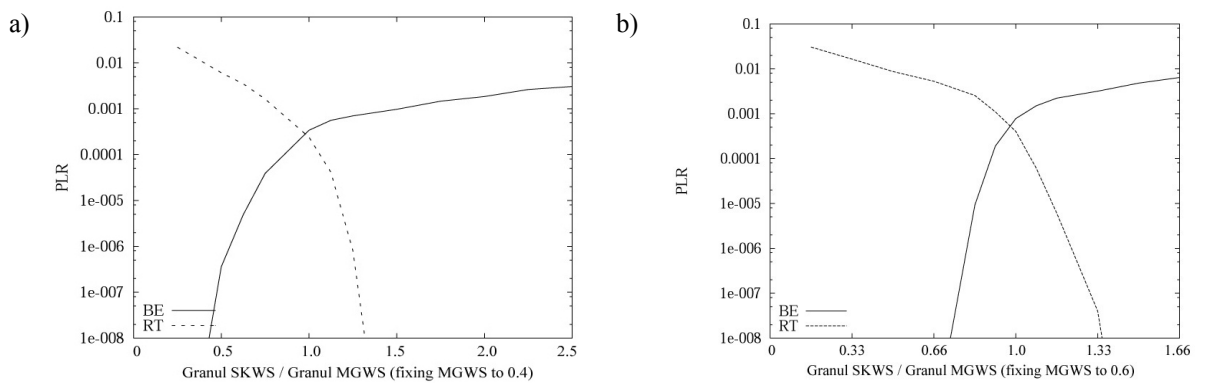 a)
0.1
0.01
0.001
0.0001
1e-005
1e-006
1e-007
1e-008
PLR
BE
RT
0 0.5 1.0 1.5 2.0 2.5
Granul SKWS / Granul MGWS (fixing MGWS to 0.4)
b)
0.1
0.01
0.001
0.0001
1e-005
1e-006
1e-007
1e-008
PLR
BE
RT
0 0.33 0.66 1.0 1.33 1.66
Granul SKWS / Granul MGWS (fixing MGWS to 0.6)